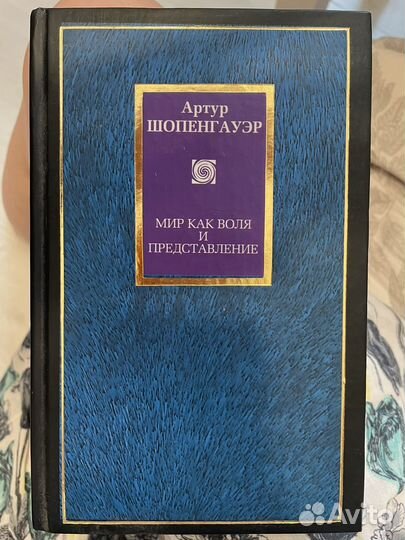 Артур
ШОПЕНГАУЭР
МИР КАК ВОЛЯ
И
ПРЕДСТАВЛЕНИЕ
Avito